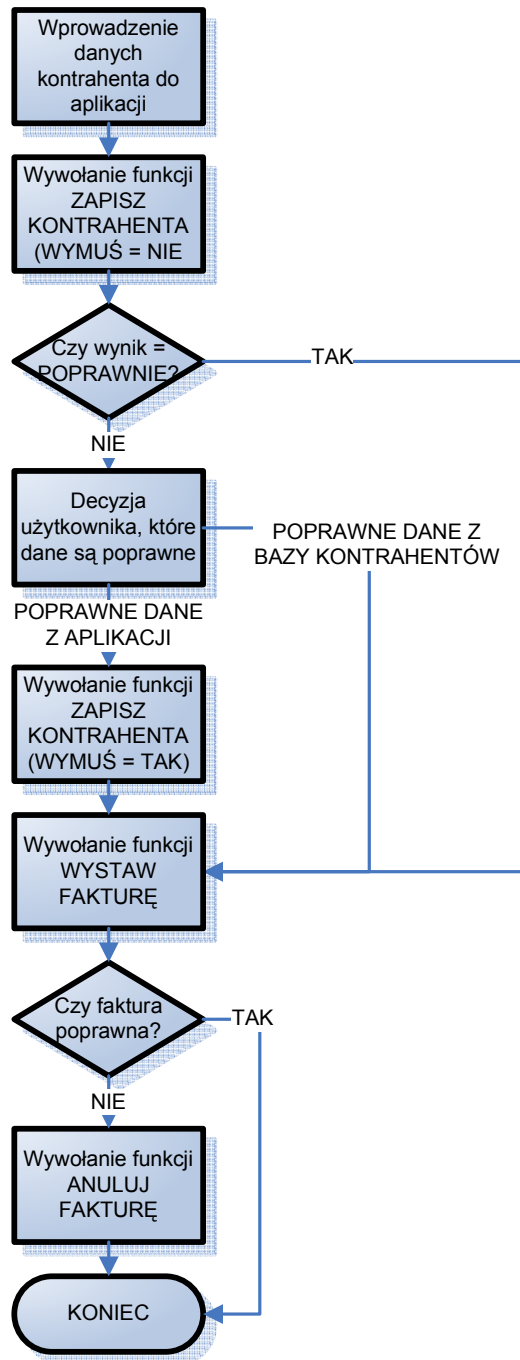 Wprowadzenie
danych
kontrahenta do
aplikacji
Wywołanie funkcji
ZAPISZ
KONTRAHENTA
(WYMUŚ = NIE
Czy wynik =
POPRAWNIE?
TAK
NIE
Decyzja
użytkownika, które
dane są poprawne
POPRAWNE DANE Z
BAZY KONTRAHENTÓW
POPRAWNE DANE
Z APLIKACJI
Wywołanie funkcji
ZAPISZ
KONTRAHENTA
(WYMUŚ = TAK)
Wywołanie funkcji
WYSTAW
FAKTURĘ
Czy faktura
poprawna?
TAK
NIE
Wywołanie funkcji
ANULUJ
FAKTURĘ
KONIEC